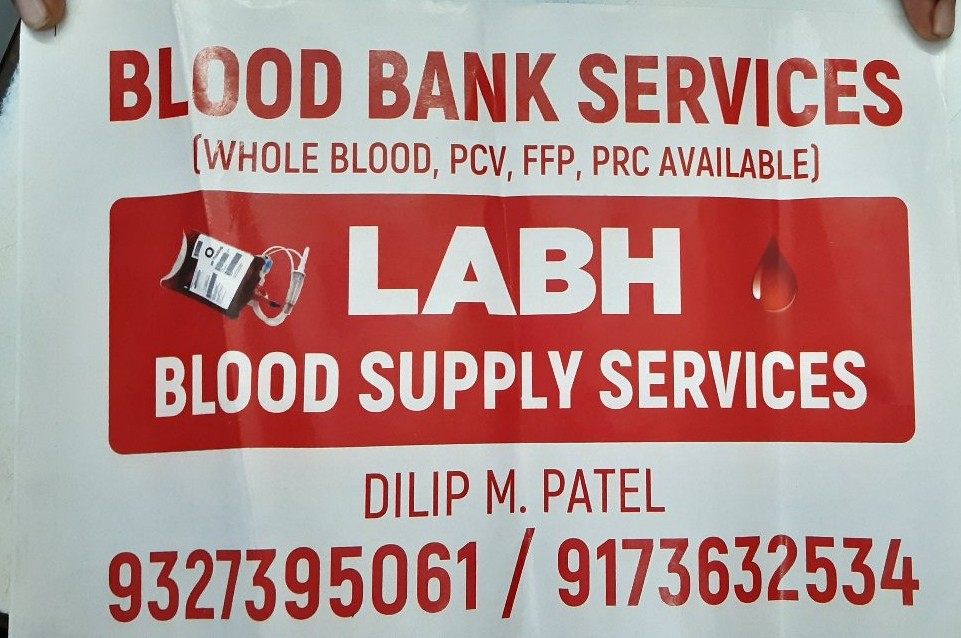 BLOOD BANK SERVICES
(WHOLE BLOOD, PCV, FFP, PRC AVAILABLE)
LABH
BLOOD SUPPLY SERVICES
DILIP M. PATEL
9327395061 / 9173632534